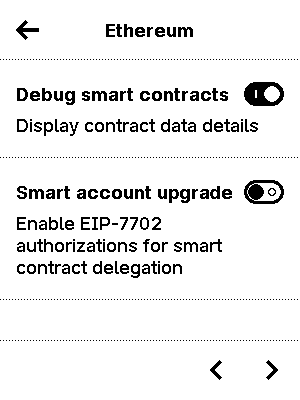 Ethereum
Debug smart contracts
Display contract data details
Smart account upgrade
Enable EIP-7702
authorizations for smart
contract delegation